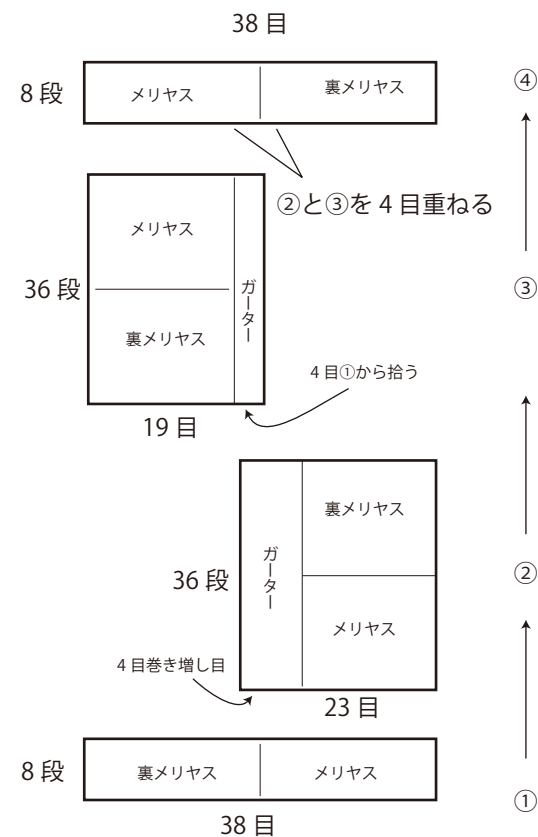 38 目
8 段
メリヤス
裏メリヤス
④
②と③を 4 目重ねる
メリヤス
36 段
裏メリヤス
ガーター
③
4 目①から拾う
19 目
裏メリヤス
36 段
ガーター
メリヤス
②
4 目巻き増し目
23 目
8 段
裏メリヤス
メリヤス
①
38 目